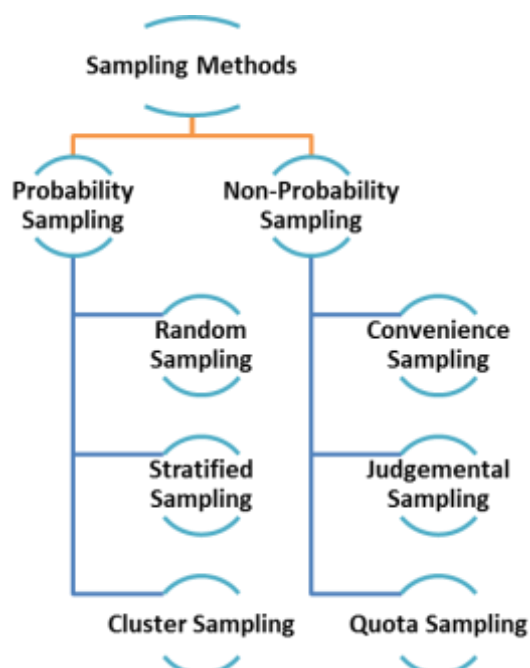 Sampling Methods
Probability
Sampling
Non-Probability
Sampling
Random
Sampling
Stratified
Sampling
Cluster Sampling
Convenience
Sampling
Judgemental
Sampling
Quota Sampling